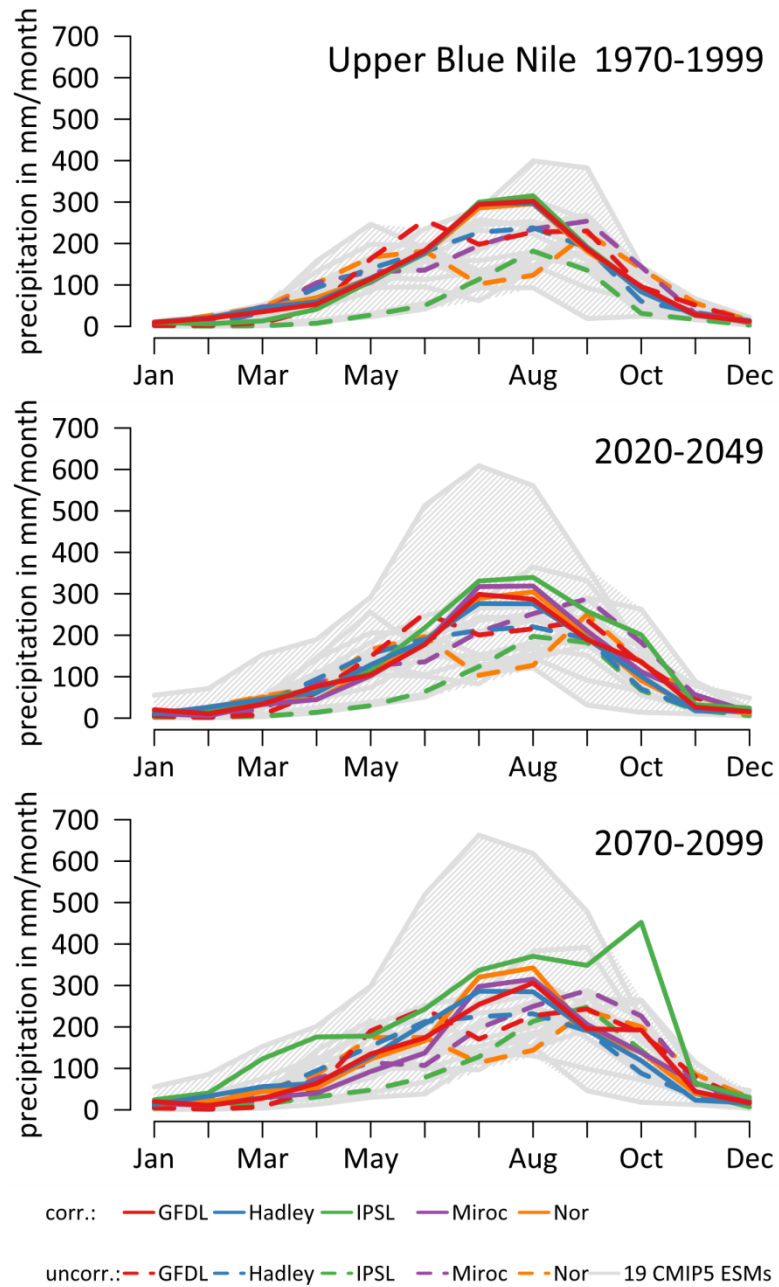 Upper Blue Nile 1970-1999
precipitation in mm/month
700
600
500
400
300
200
100
0
Jan Mar May Aug Oct Dec
2020-2049
precipitation in mm/month
700
600
500
400
300
200
100
0
Jan Mar May Aug Oct Dec
2070-2099
precipitation in mm/month
700
600
500
400
300
200
100
0
Jan Mar May Aug Oct Dec
corr.: GFDL Hadley IPSL Miroc Nor
uncorr.: GFDL Hadley IPSL Miroc Nor 19 CMIP5 ESMs